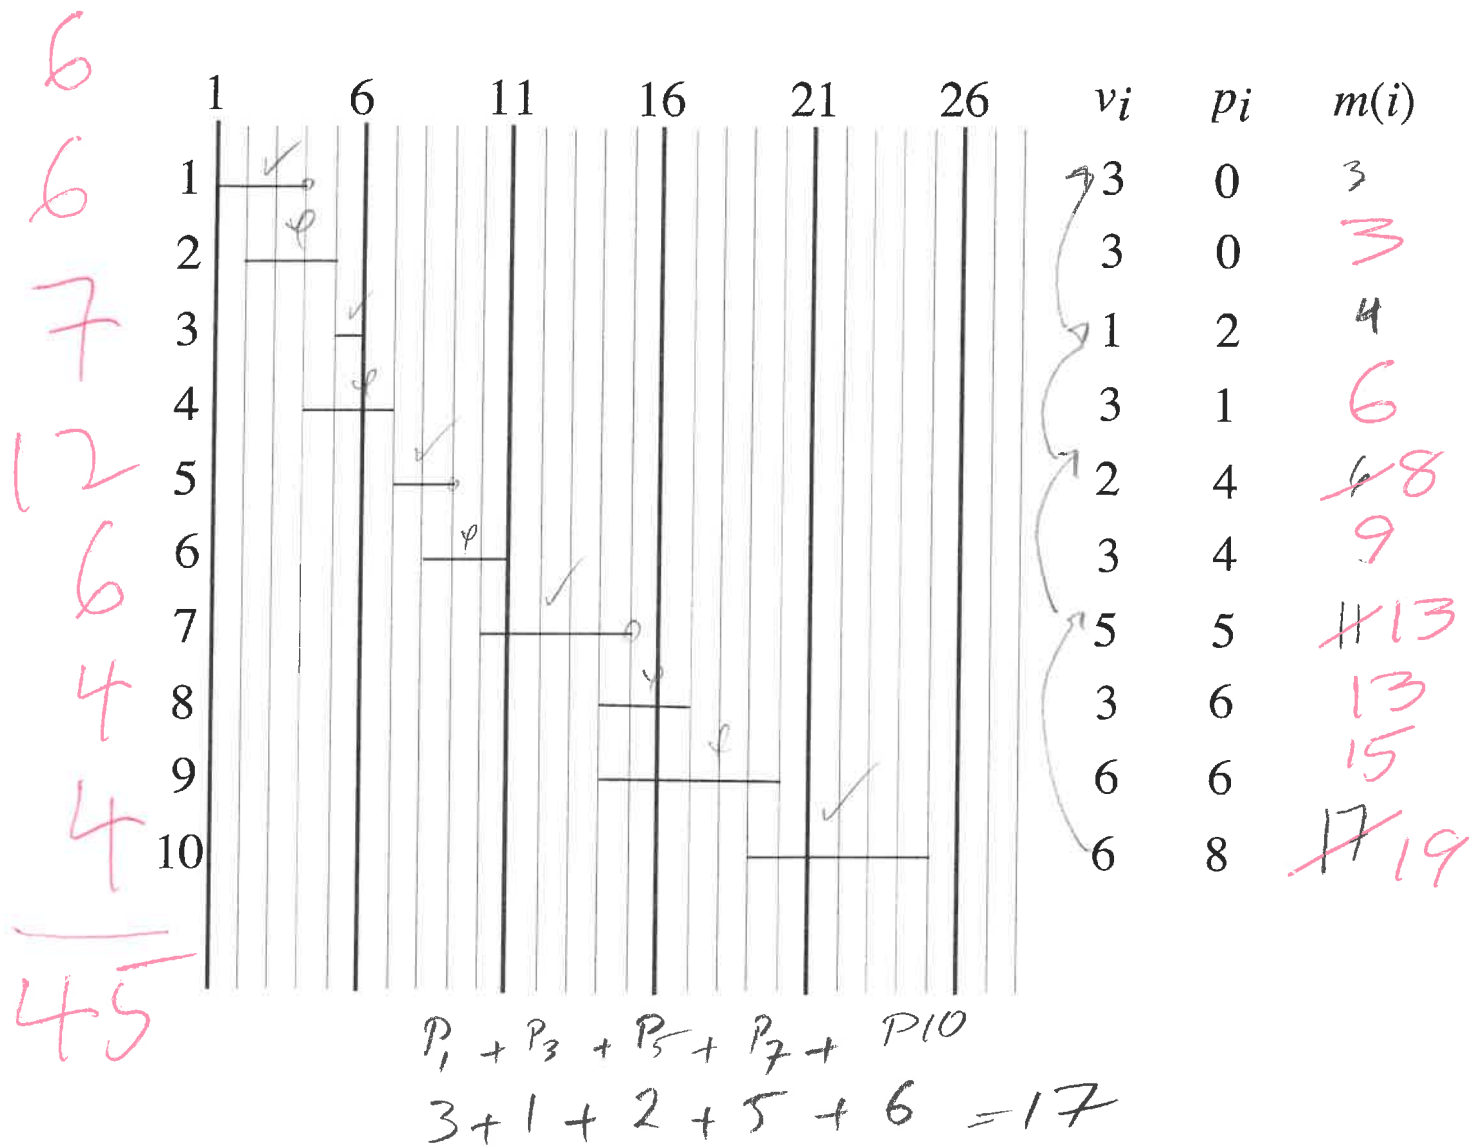 6
1 6 11 16 21 26 vi pi m(i)
6
1 3 0 3
2 3 0 3
7
3 1 2 4
4 3 1 6
12
5 2 4 6 8
6 3 4 9
6
7 5 5 11 13
4
8 3 6 13
9 6 6 15
4
10 6 8 17 19
45
P1 + P3 + P5 + P7 + P10
3 + 1 + 2 + 5 + 6 = 17